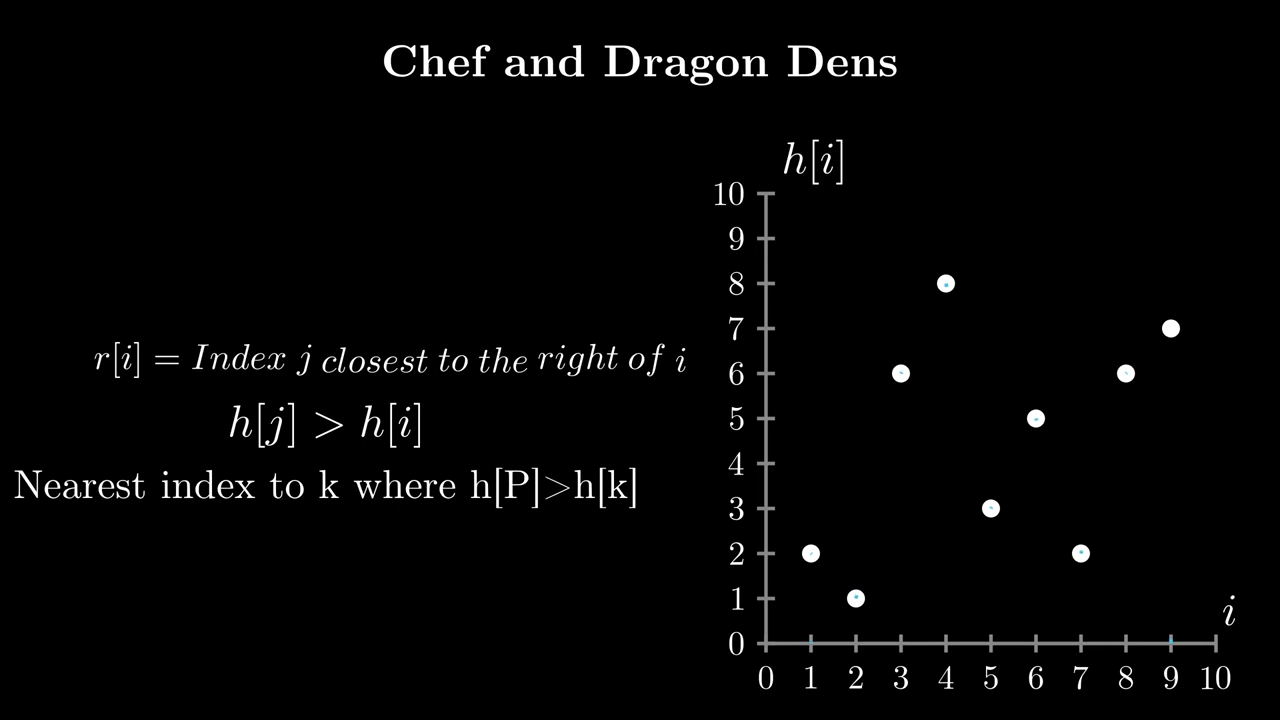 Chef and Dragon Dens
h[i]
10
9
8
7
6
5
4
3
2
1
0
r[i] = Index j closest to the right of i
h[j] > h[i]
Nearest index to k where h[P]>h[k]
i
0 1 2 3 4 5 6 7 8 9 10